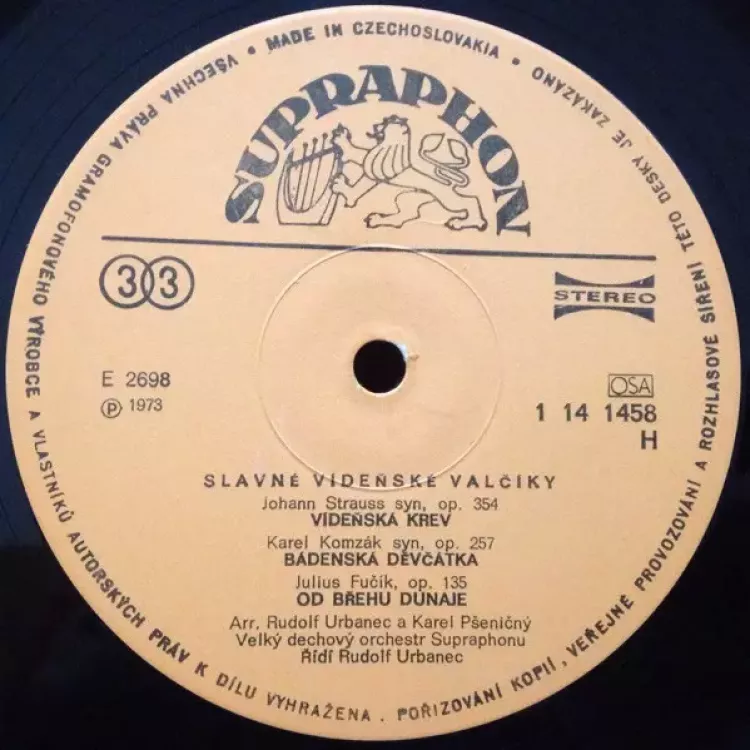 MADE IN CZECHOSLOVAKIA •
VŠECHNA PRÁVA GRAMOFONOVÉHO VÝROBCE A VLASTNÍKŮ AUTORSKÝCH PRÁV K DÍLU VYHRAŽENA . POŘIZOVÁNÍ KOPIÍ , VEŘEJNÉ PROVOZOVÁNÍ A ROZHLASOVÉ ŠÍŘENÍ TÉTO DESKY JE ZAKÁZÁNO •
SUPRAPHON
33
STEREO
E 2698
℗ 1973
OSA
1 14 1458
H
SLAVNÉ VÍDEŇSKÉ VALČÍKY
Johann Strauss syn, op. 354
VÍDEŇSKÁ KREV
Karel Komzák syn, op. 257
BÁDENSKÁ DĚVČÁTKA
Julius Fučík, op. 135
OD BŘEHŮ DUNAJE
Arr, Rudolf Urbanec a Karel Pšeničný
Velký dechový orchestr Supraphonu
Řídí Rudolf Urbanec